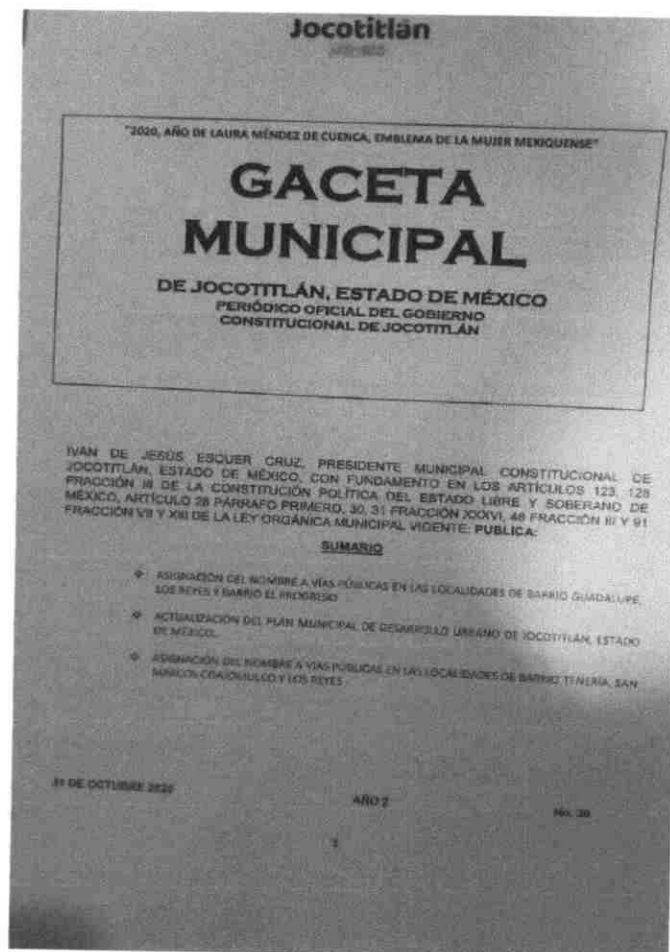 Jocotitlán
"2020, AÑO DE LAURA MÉNDEZ DE CUENCA, EMBLEMA DE LA MUJER MEXIQUENSE"
GACETA
MUNICIPAL
DE JOCOTITLÁN, ESTADO DE MÉXICO
PERIÓDICO OFICIAL DEL GOBIERNO
CONSTITUCIONAL DE JOCOTITLÁN
IVÁN DE JESÚS ESQUER CRUZ, PRESIDENTE MUNICIPAL CONSTITUCIONAL DE
JOCOTITLÁN, ESTADO DE MÉXICO, CON FUNDAMENTO EN LOS ARTÍCULOS 123, 128
FRACCIÓN III DE LA CONSTITUCIÓN POLÍTICA DEL ESTADO LIBRE Y SOBERANO DE
MÉXICO, ARTÍCULO 28 PÁRRAFO PRIMERO, 30, 31 FRACCIÓN XXXVI, 48 FRACCIÓN III Y 91
FRACCIÓN VII Y XIII DE LA LEY ORGÁNICA MUNICIPAL VIGENTE: PUBLICA:
SUMARIO
❖ ASIGNACIÓN DEL NOMBRE A VÍAS PÚBLICAS EN LAS LOCALIDADES DE BARRIO GUADALUPE,
LOS REYES Y BARRIO EL PROGRESO
❖ ACTUALIZACIÓN DEL PLAN MUNICIPAL DE DESARROLLO URBANO DE JOCOTITLÁN, ESTADO
DE MÉXICO.
❖ ASIGNACIÓN DEL NOMBRE A VÍAS PÚBLICAS EN LAS LOCALIDADES DE BARRIO TENERÍA, SAN
MARCOS COAJOMULCO Y LOS REYES
31 DE OCTUBRE 2020
AÑO 2
No.
1